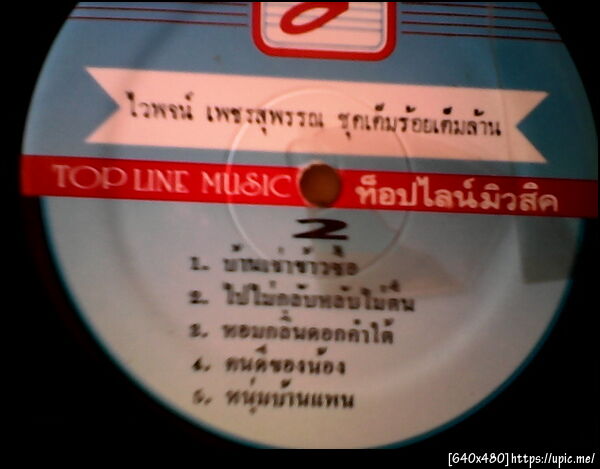 ไวพจน์ เพชรสุพรรณ ชุดเต็มร้อยเต็มล้าน
TOP LINE MUSIC ท็อปไลน์มิวสิค
2
1. บ้านเช่าข้าวซื้อ
2. ไปไม่กลับหลับไม่ตื่น
3. หอมกลิ่นดอกคำใต้
4. คนดีของน้อง
5. หนุ่มบ้านแพน
[640x480]https://upic.me/